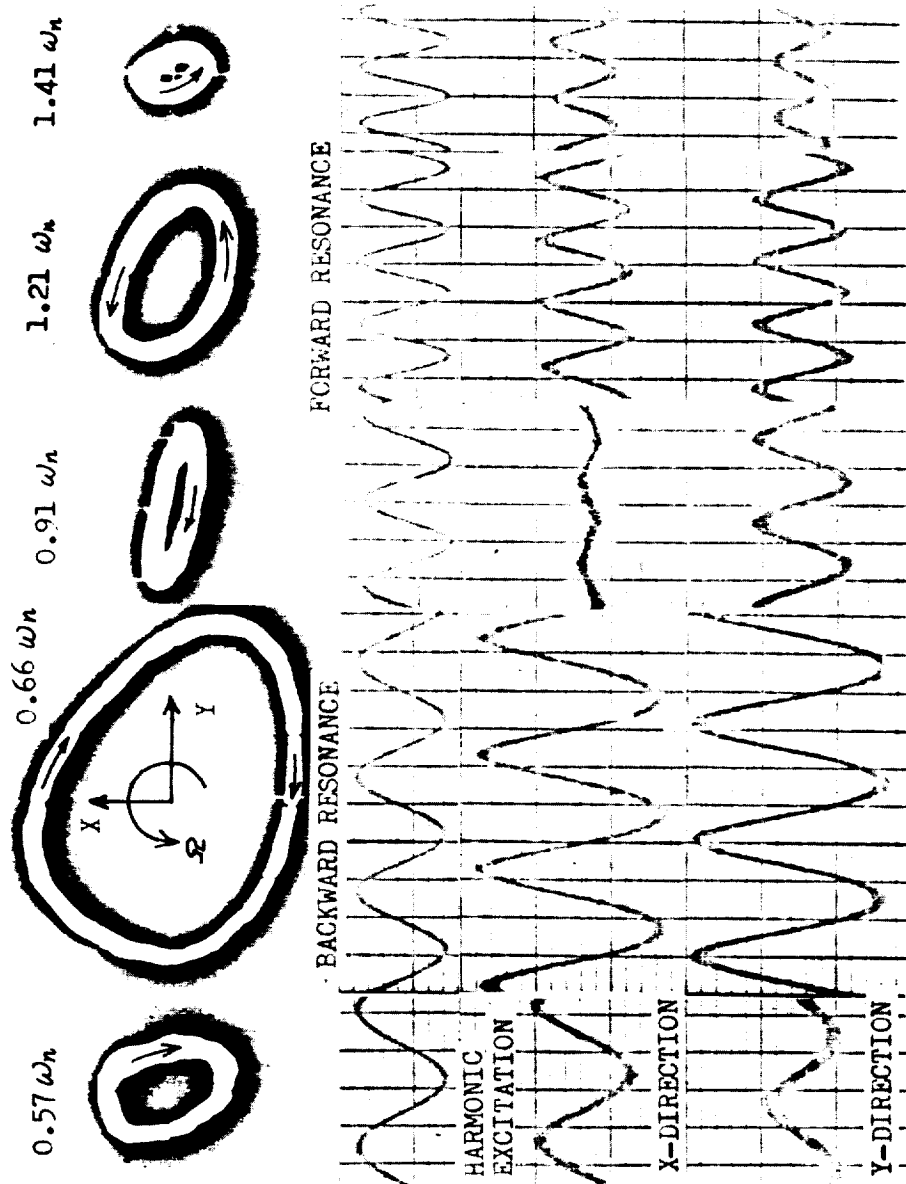 0.57 ωn
0.66 ωn
0.91 ωn
1.21 ωn
1.41 ωn
X
Y
Ω
BACKWARD RESONANCE
FORWARD RESONANCE
HARMONIC
EXCITATION
X-DIRECTION
Y-DIRECTION